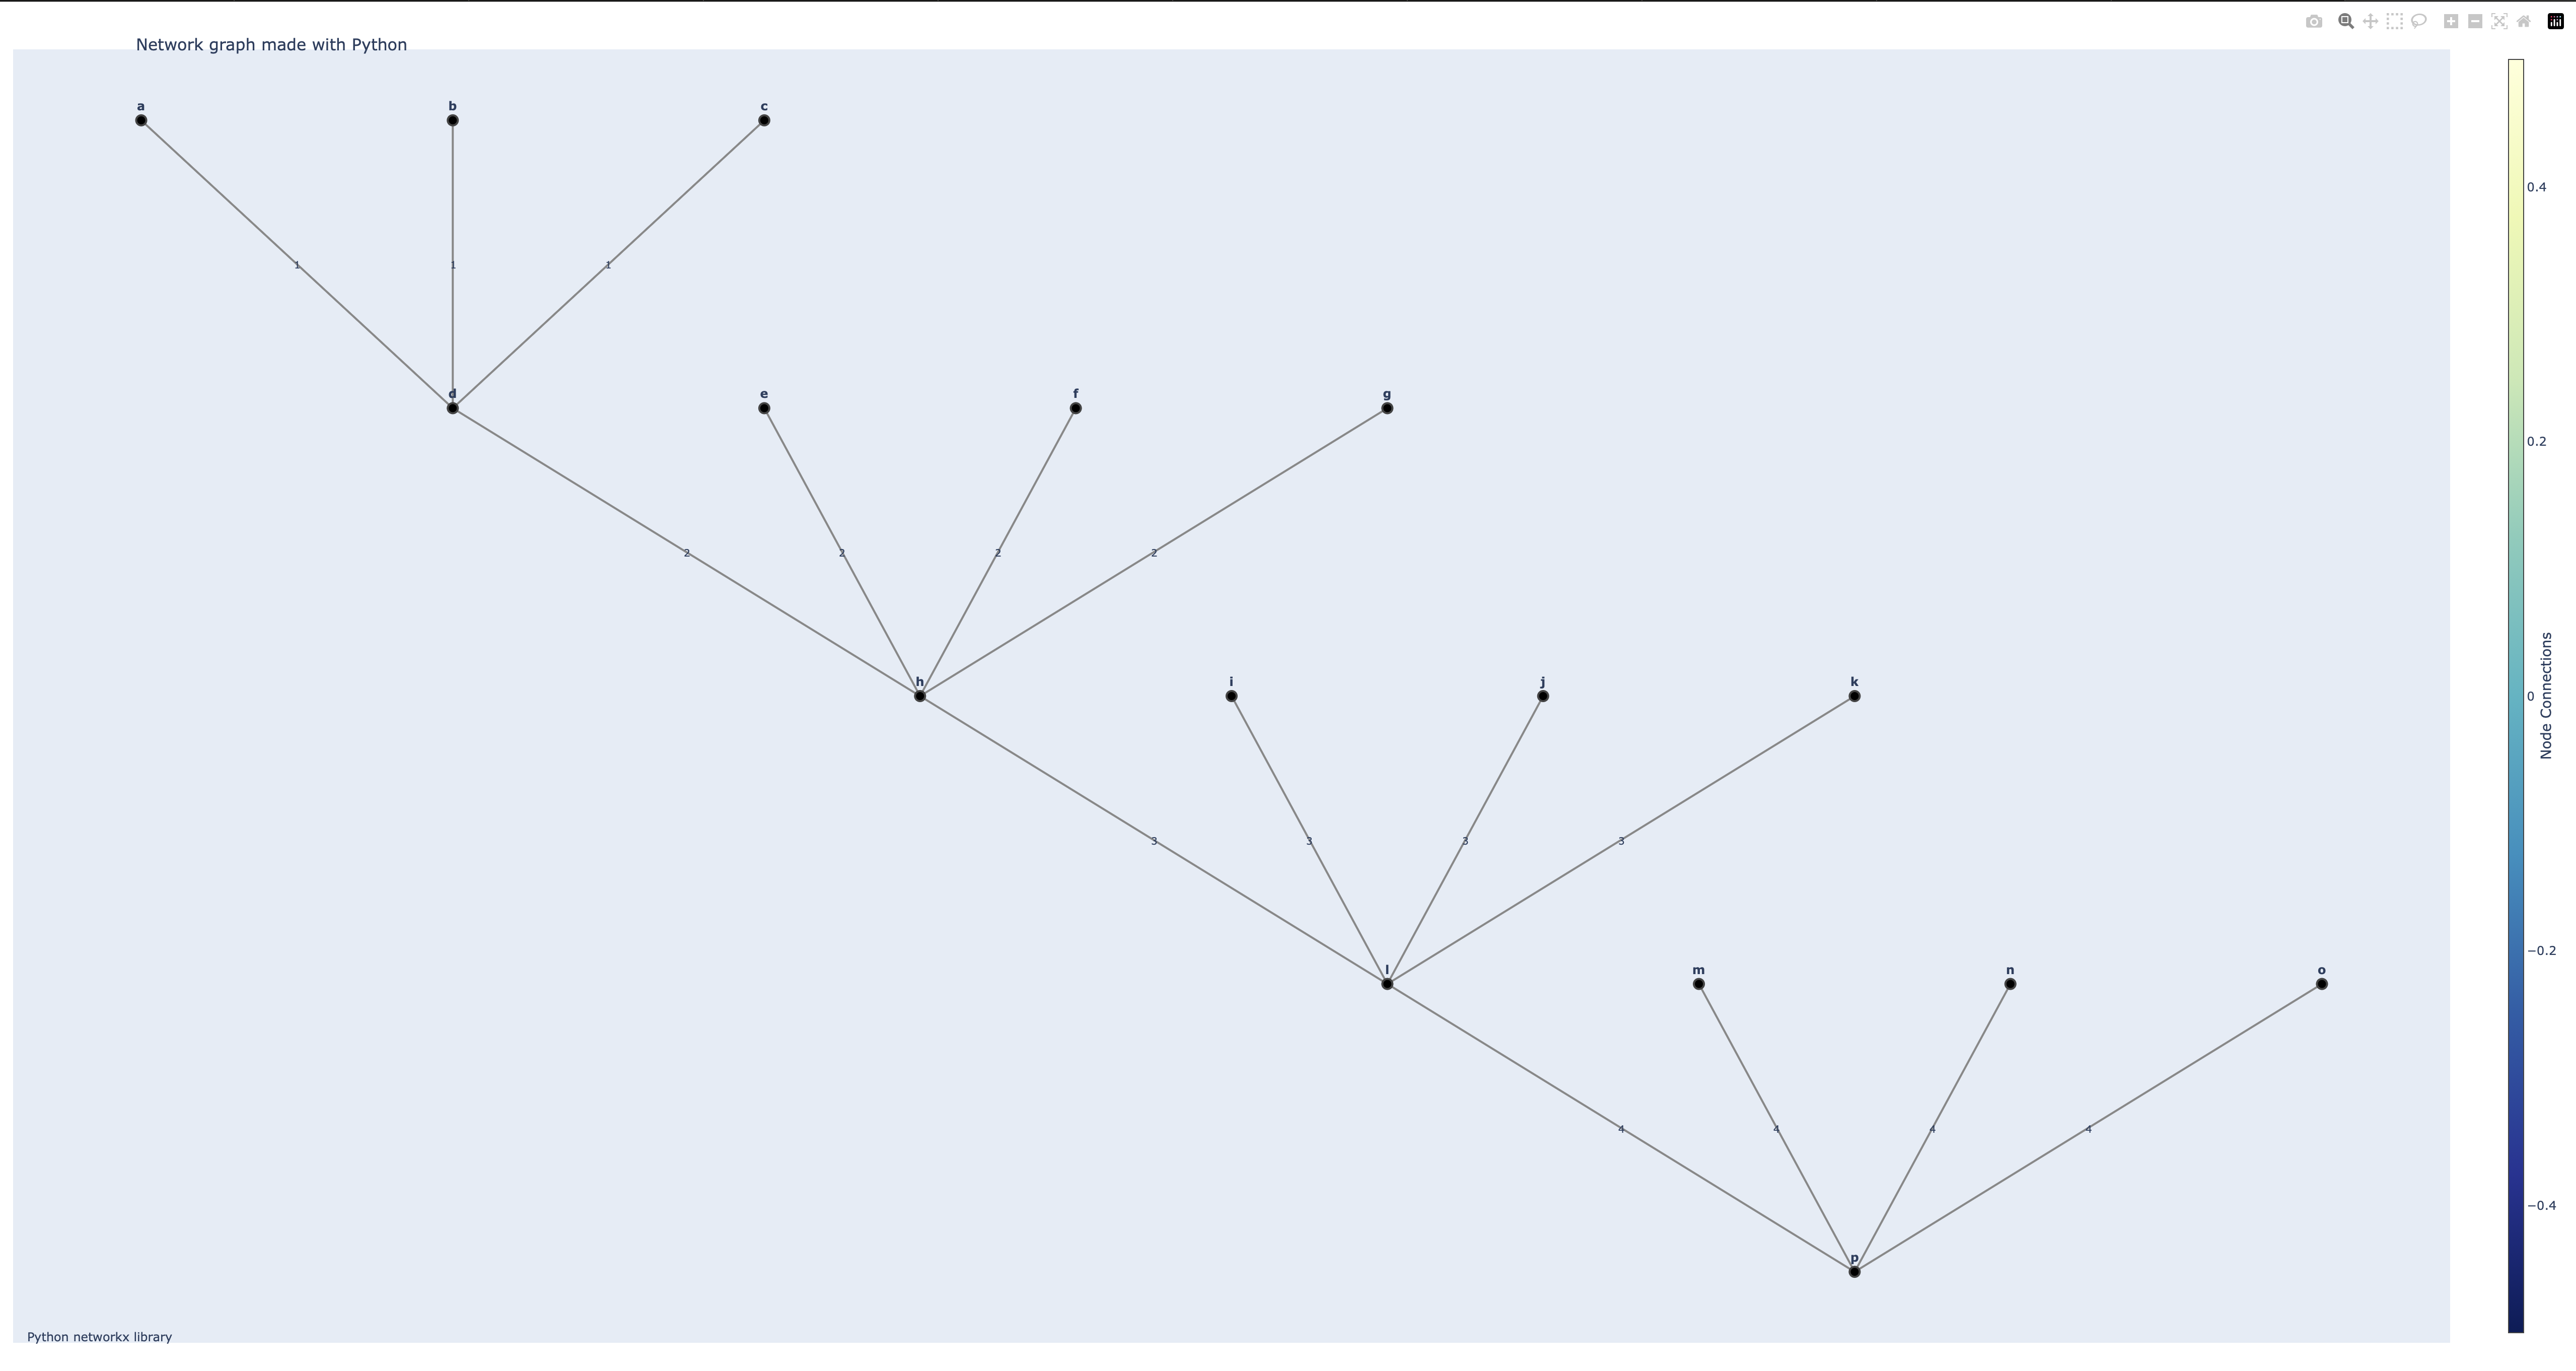 Network graph made with Python
a
b
c
1
1
1
d
e
f
g
2
2
2
2
h
i
j
k
3
3
3
3
l
m
n
o
4
4
4
4
p
Python networkx library
0.4
0.2
0
−0.2
−0.4
Node Connections